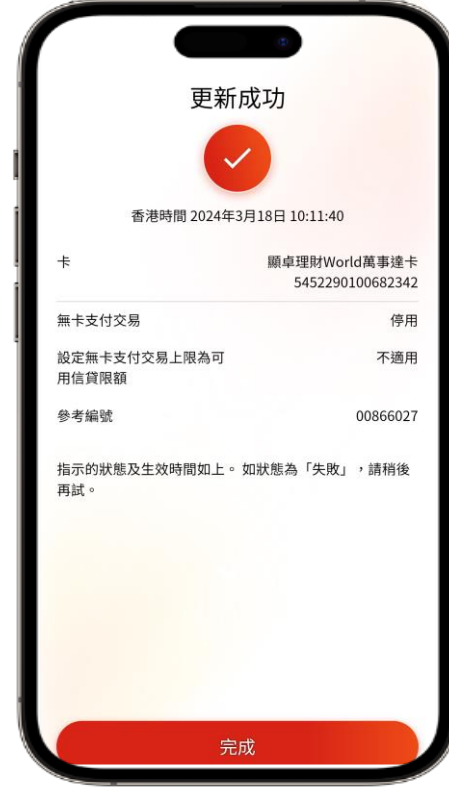 更新成功
香港時間 2024年3月18日 10:11:40
卡 顯卓理財World萬事達卡
5452290100682342
無卡支付交易 停用
設定無卡支付交易上限為可 不適用
用信貸限額
參考編號 00866027
指示的狀態及生效時間如上。 如狀態為「失敗」，請稍後
再試。
完成